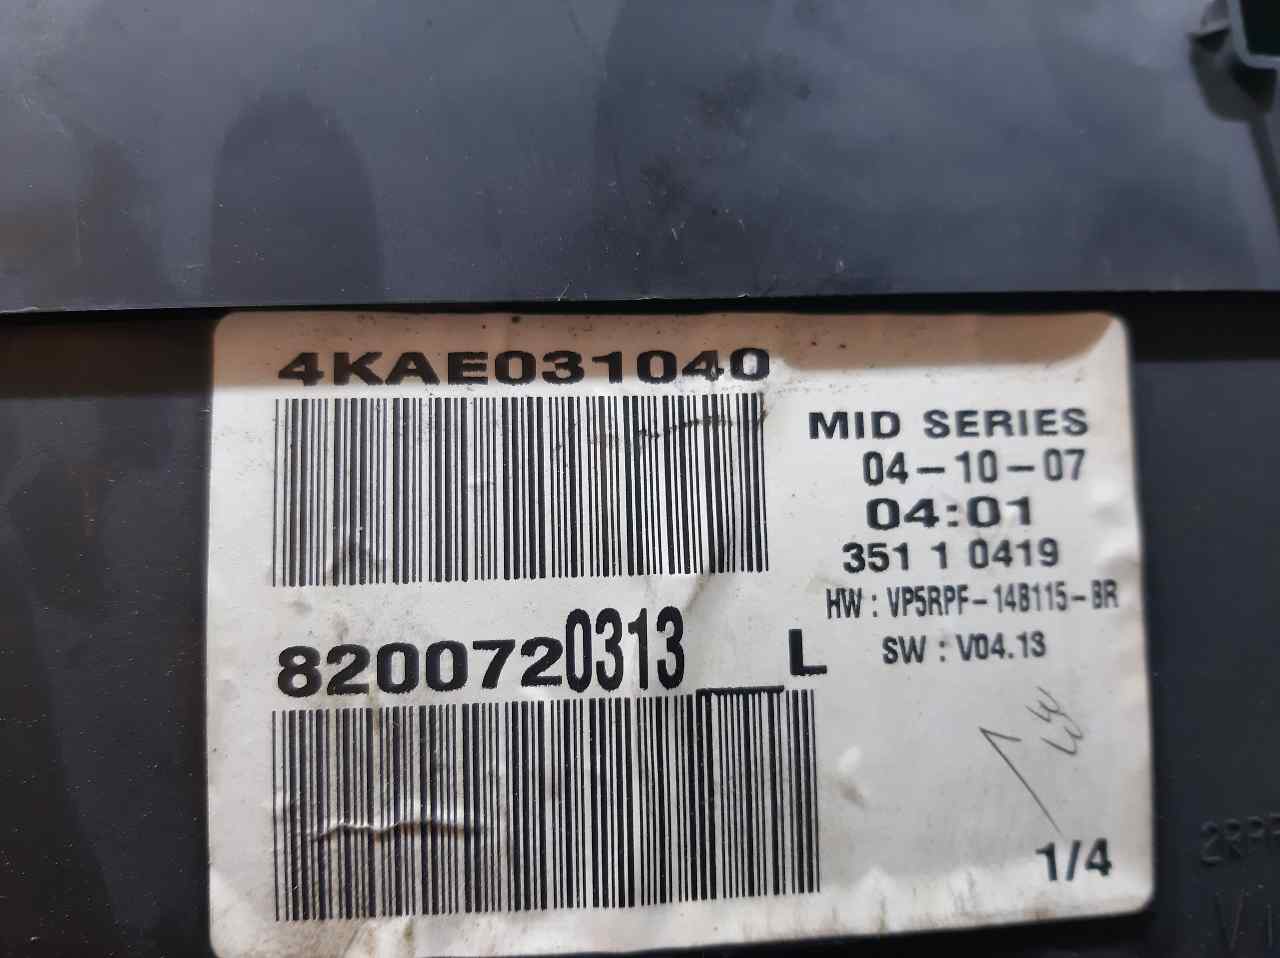 4KAE031040
MID SERIES
04-10-07
04:01
351 1 0419
HW : VP5RPF-14B115-BR
SW : V04.13
8200720313__L
1/4